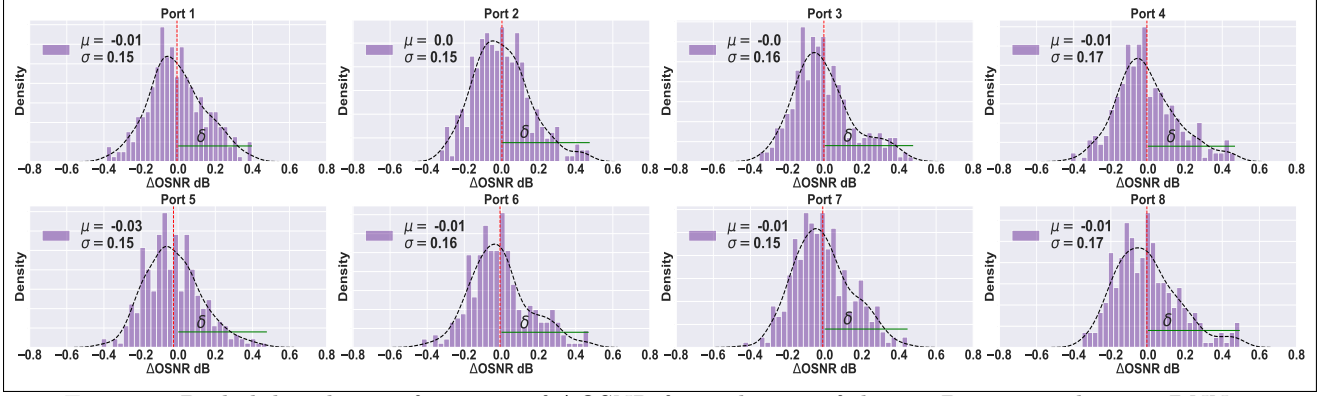 Port 1
μ = -0.01
σ = 0.15
Density
δ
−0.8 −0.6 −0.4 −0.2 0.0 0.2 0.4 0.6 0.8
ΔOSNR dB
Port 2
μ = 0.0
σ = 0.15
Density
δ
−0.8 −0.6 −0.4 −0.2 0.0 0.2 0.4 0.6 0.8
ΔOSNR dB
Port 3
μ = -0.0
σ = 0.16
Density
δ
−0.8 −0.6 −0.4 −0.2 0.0 0.2 0.4 0.6 0.8
ΔOSNR dB
Port 4
μ = -0.01
σ = 0.17
Density
δ
−0.8 −0.6 −0.4 −0.2 0.0 0.2 0.4 0.6 0.8
ΔOSNR dB
Port 5
μ = -0.03
σ = 0.15
Density
δ
−0.8 −0.6 −0.4 −0.2 0.0 0.2 0.4 0.6 0.8
ΔOSNR dB
Port 6
μ = -0.01
σ = 0.16
Density
δ
−0.8 −0.6 −0.4 −0.2 0.0 0.2 0.4 0.6 0.8
ΔOSNR dB
Port 7
μ = -0.01
σ = 0.15
Density
δ
−0.8 −0.6 −0.4 −0.2 0.0 0.2 0.4 0.6 0.8
ΔOSNR dB
Port 8
μ = -0.01
σ = 0.17
Density
δ
−0.8 −0.6 −0.4 −0.2 0.0 0.2 0.4 0.6 0.8
ΔOSNR dB